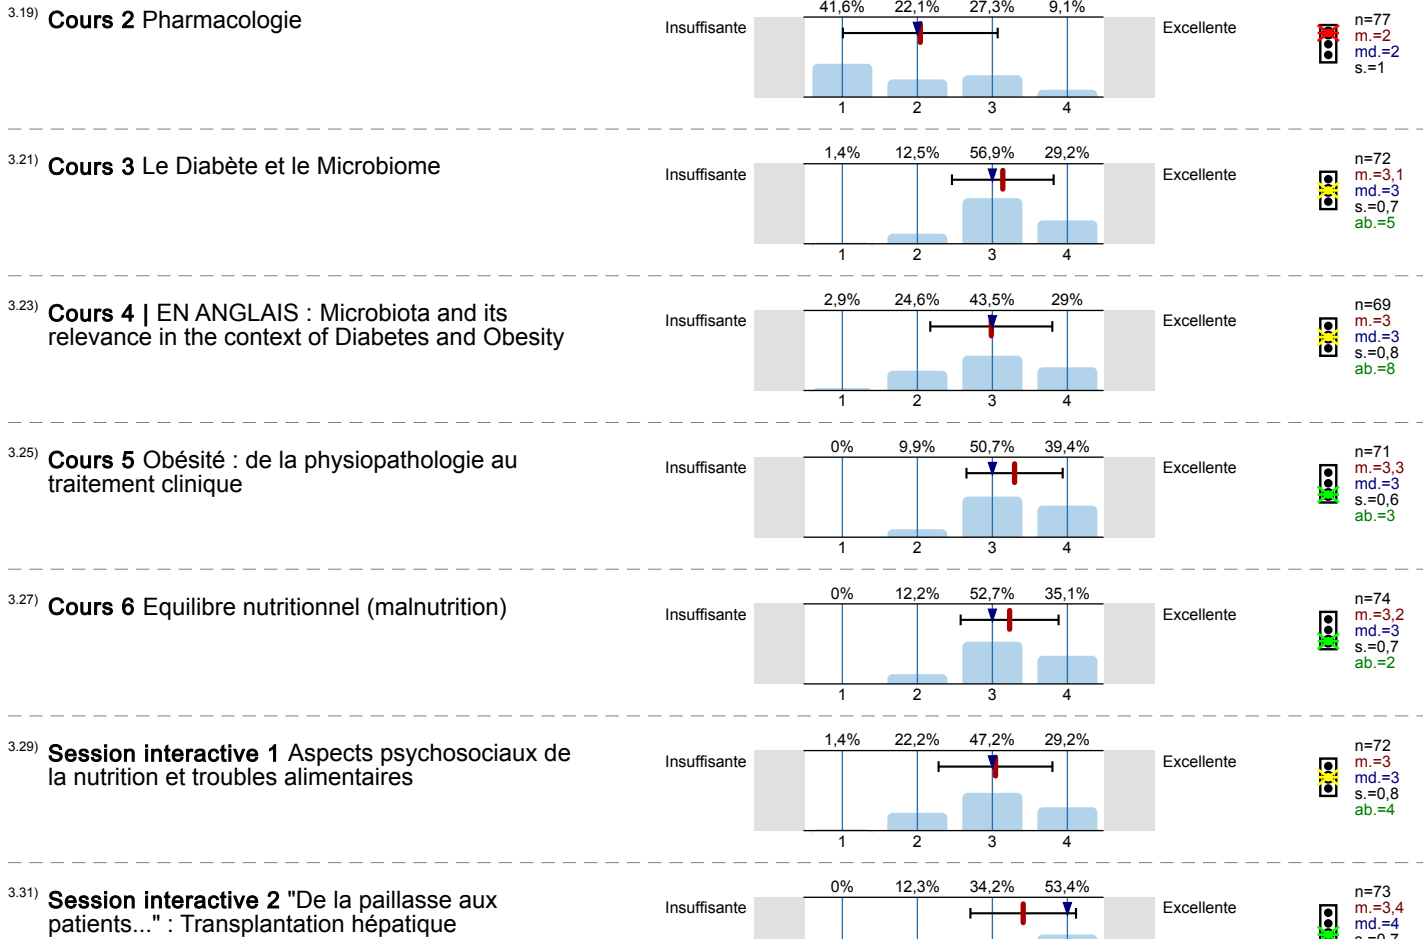 3.19) Cours 2 Pharmacologie
Insuffisante
41,6% 22,1% 27,3% 9,1%
1 2 3 4
Excellente
n=77
m.=2
md.=2
s.=1
3.21) Cours 3 Le Diabète et le Microbiome
Insuffisante
1,4% 12,5% 56,9% 29,2%
1 2 3 4
Excellente
n=72
m.=3,1
md.=3
s.=0,7
ab.=5
3.23) Cours 4 | EN ANGLAIS : Microbiota and its
relevance in the context of Diabetes and Obesity
Insuffisante
2,9% 24,6% 43,5% 29%
1 2 3 4
Excellente
n=69
m.=3
md.=3
s.=0,8
ab.=8
3.25) Cours 5 Obésité : de la physiopathologie au
traitement clinique
Insuffisante
0% 9,9% 50,7% 39,4%
1 2 3 4
Excellente
n=71
m.=3,3
md.=3
s.=0,6
ab.=3
3.27) Cours 6 Equilibre nutritionnel (malnutrition)
Insuffisante
0% 12,2% 52,7% 35,1%
1 2 3 4
Excellente
n=74
m.=3,2
md.=3
s.=0,7
ab.=2
3.29) Session interactive 1 Aspects psychosociaux de
la nutrition et troubles alimentaires
Insuffisante
1,4% 22,2% 47,2% 29,2%
1 2 3 4
Excellente
n=72
m.=3
md.=3
s.=0,8
ab.=4
3.31) Session interactive 2 "De la paillasse aux
patients..." : Transplantation hépatique
Insuffisante
0% 12,3% 34,2% 53,4%
Excellente
n=73
m.=3,4
md.=4
s.=0,7